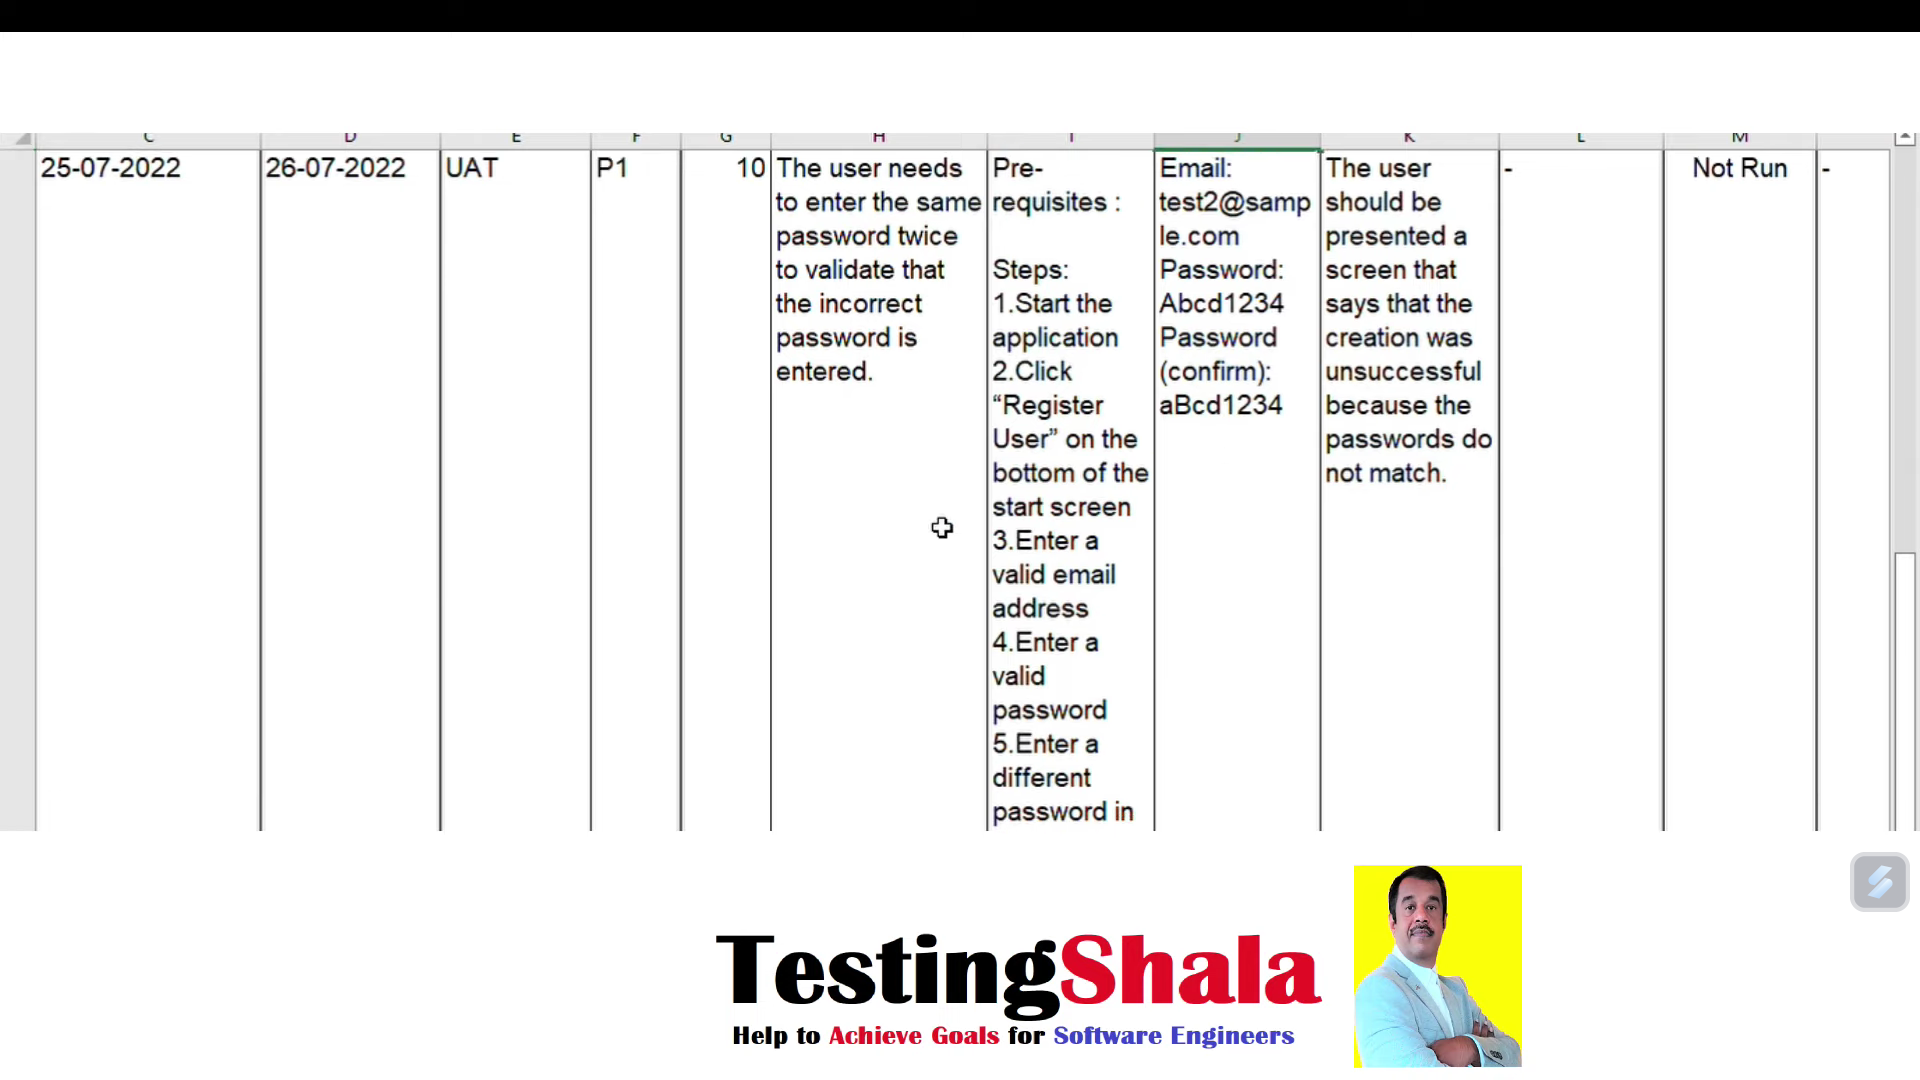 C D E F G H I J K L M
25-07-2022
26-07-2022
UAT
P1
10
The user needs
to enter the same
password twice
to validate that
the incorrect
password is
entered.
Pre-
requisites :
Steps:
1.Start the
application
2.Click
“Register
User” on the
bottom of the
start screen
3.Enter a
valid email
address
4.Enter a
valid
password
5.Enter a
different
password in
Email:
test2@samp
le.com
Password:
Abcd1234
Password
(confirm):
aBcd1234
The user
should be
presented a
screen that
says that the
creation was
unsuccessful
because the
passwords do
not match.
-
Not Run
-
TestingShala
Help to Achieve Goals for Software Engineers